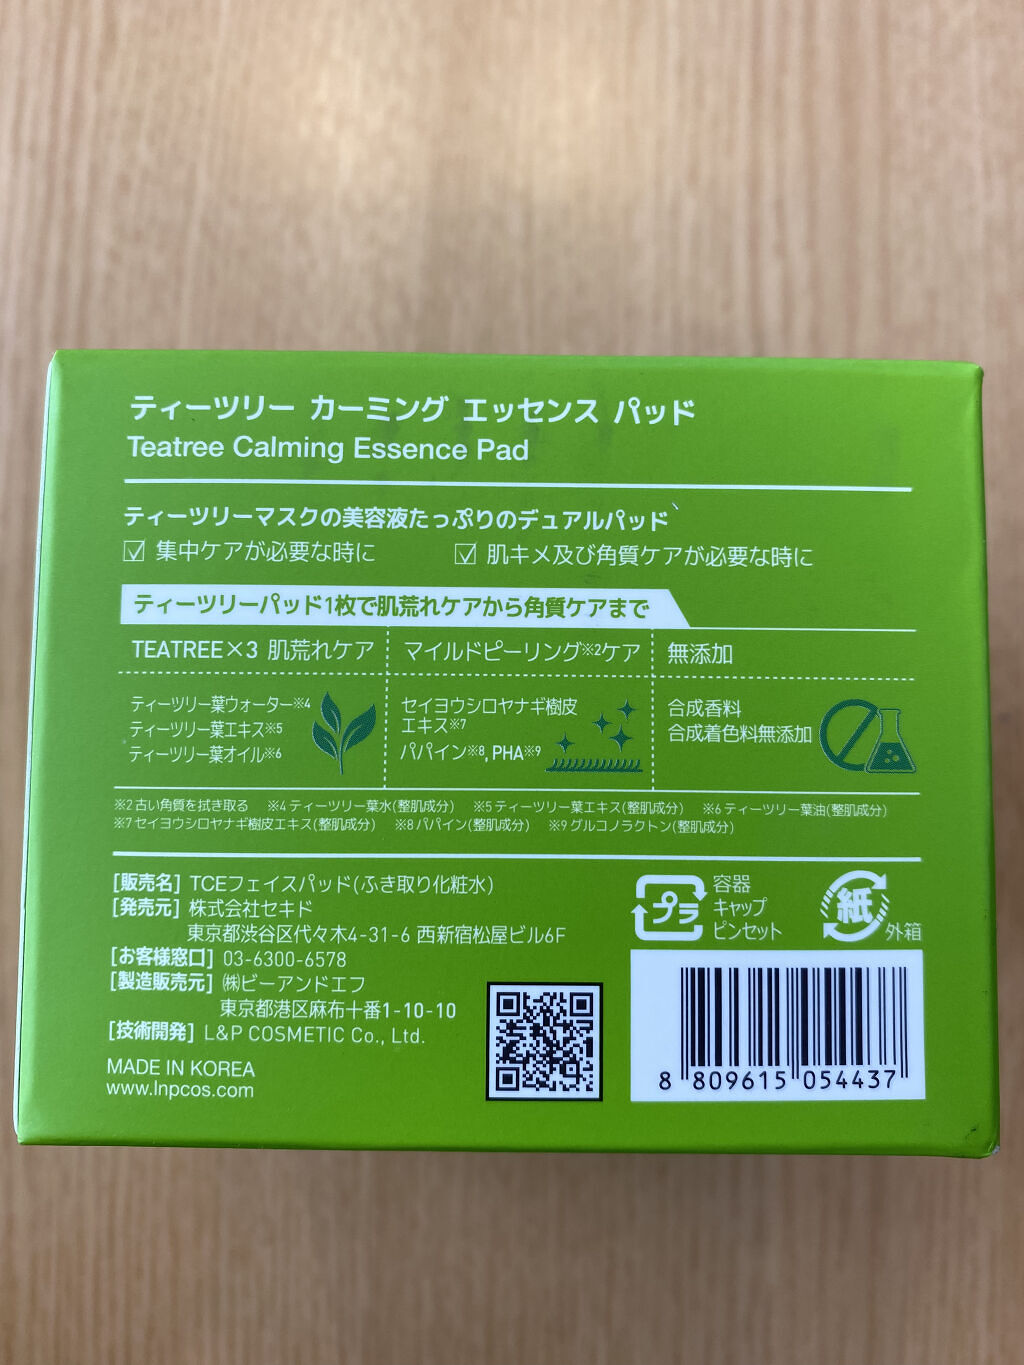 ティーツリー カーミング エッセンス パッド
Teatree Calming Essence Pad
ティーツリーマスクの美容液たっぷりのデュアルパッド
☑ 集中ケアが必要な時に ☑ 肌キメ及び角質ケアが必要な時に
ティーツリーパッド1枚で肌荒れケアから角質ケアまで
TEATREE×3 肌荒れケア
ティーツリー葉ウォーター※4
ティーツリー葉エキス※5
ティーツリー葉オイル※6
マイルドピーリング※2ケア
セイヨウシロヤナギ樹皮
エキス※7
パパイン※8, PHA※9
無添加
合成香料
合成着色料無添加
※2 古い角質を拭き取る ※4 ティーツリー葉水(整肌成分) ※5 ティーツリー葉エキス(整肌成分) ※6 ティーツリー葉油(整肌成分)
※7 セイヨウシロヤナギ樹皮エキス(整肌成分) ※8 パパイン(整肌成分) ※9 グルコノラクトン(整肌成分)
[販売名] TCEフェイスパッド(ふき取り化粧水)
[発売元] 株式会社セキド
東京都渋谷区代々木4-31-6 西新宿松屋ビル6F
[お客様窓口] 03-6300-6578
[製造販売元] ㈱ビーアンドエフ
東京都港区麻布十番1-10-10
[技術開発] L&P COSMETIC Co., Ltd.
MADE IN KOREA
www.lnpcos.com
プラ
容器
キャップ
ピンセット
紙
外箱
8 809615 054437